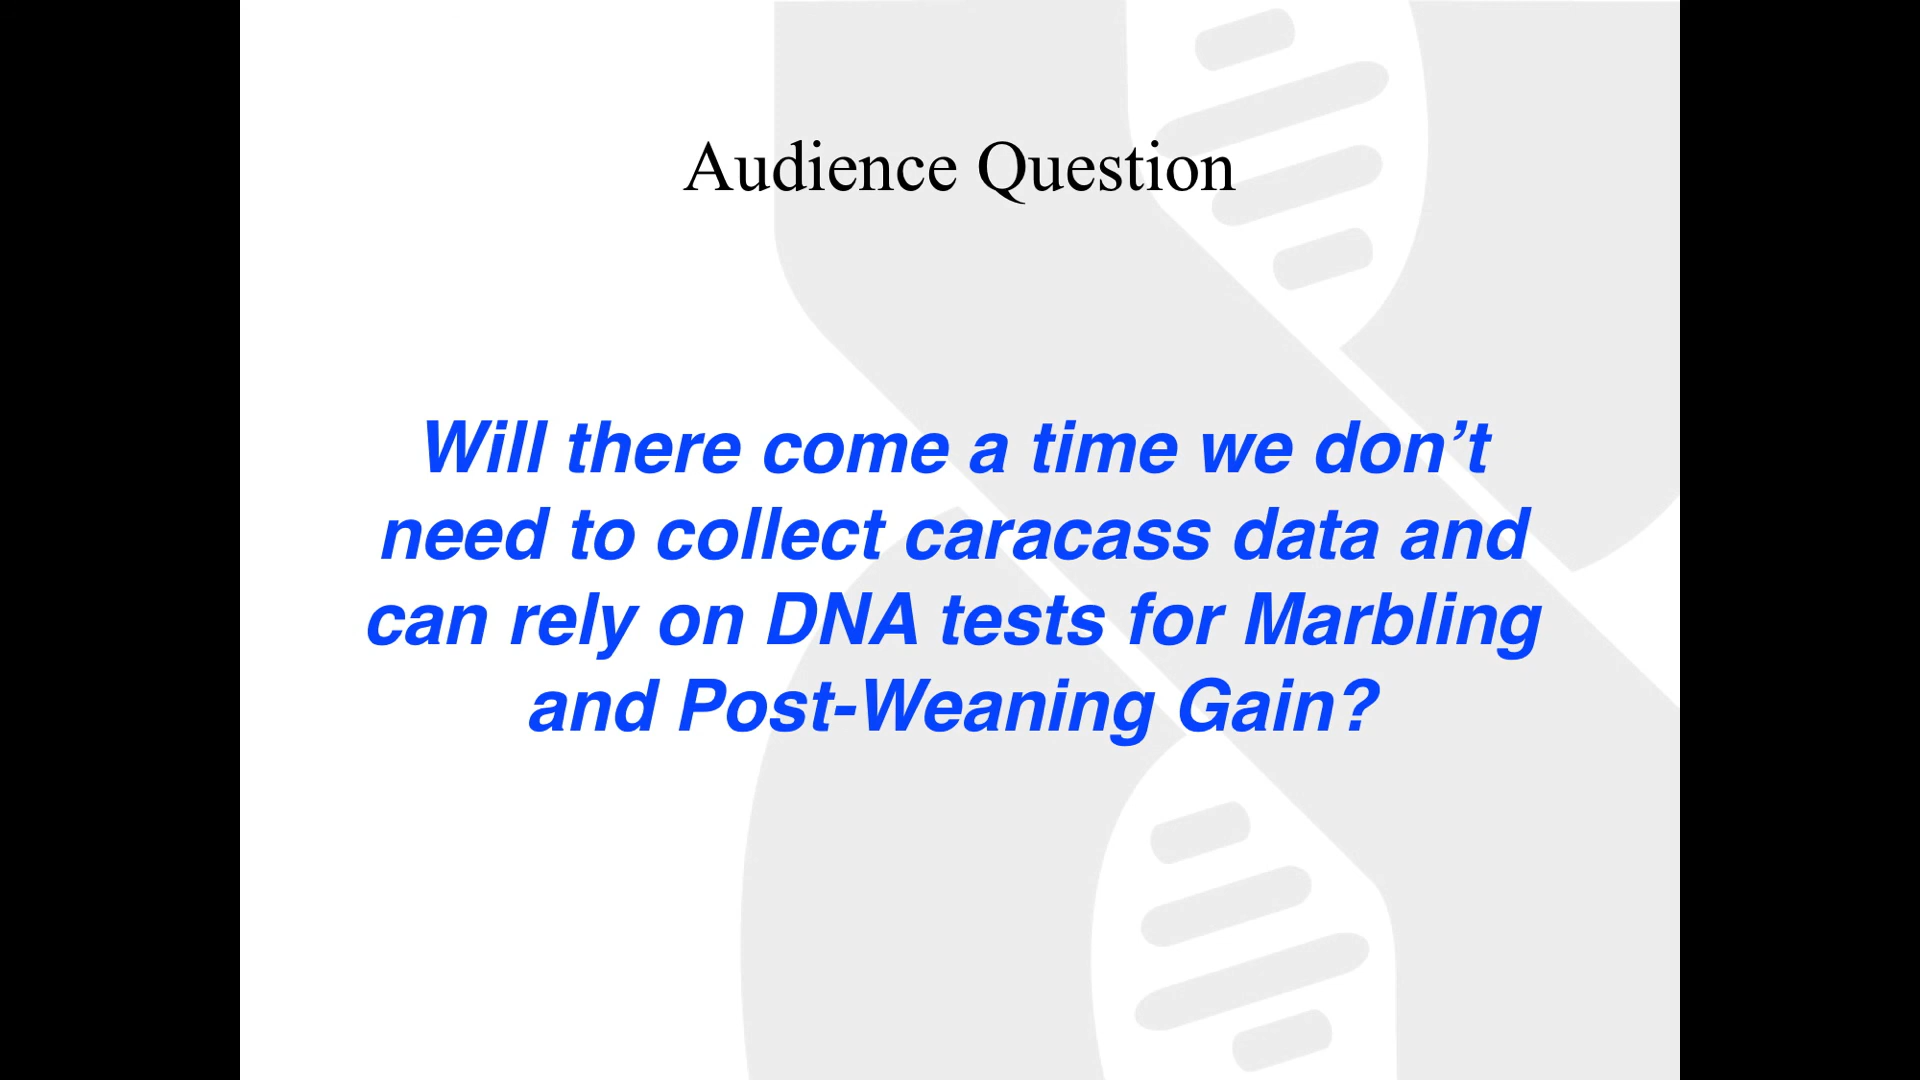 Audience Question
Will there come a time we don’t
need to collect caracass data and
can rely on DNA tests for Marbling
and Post-Weaning Gain?